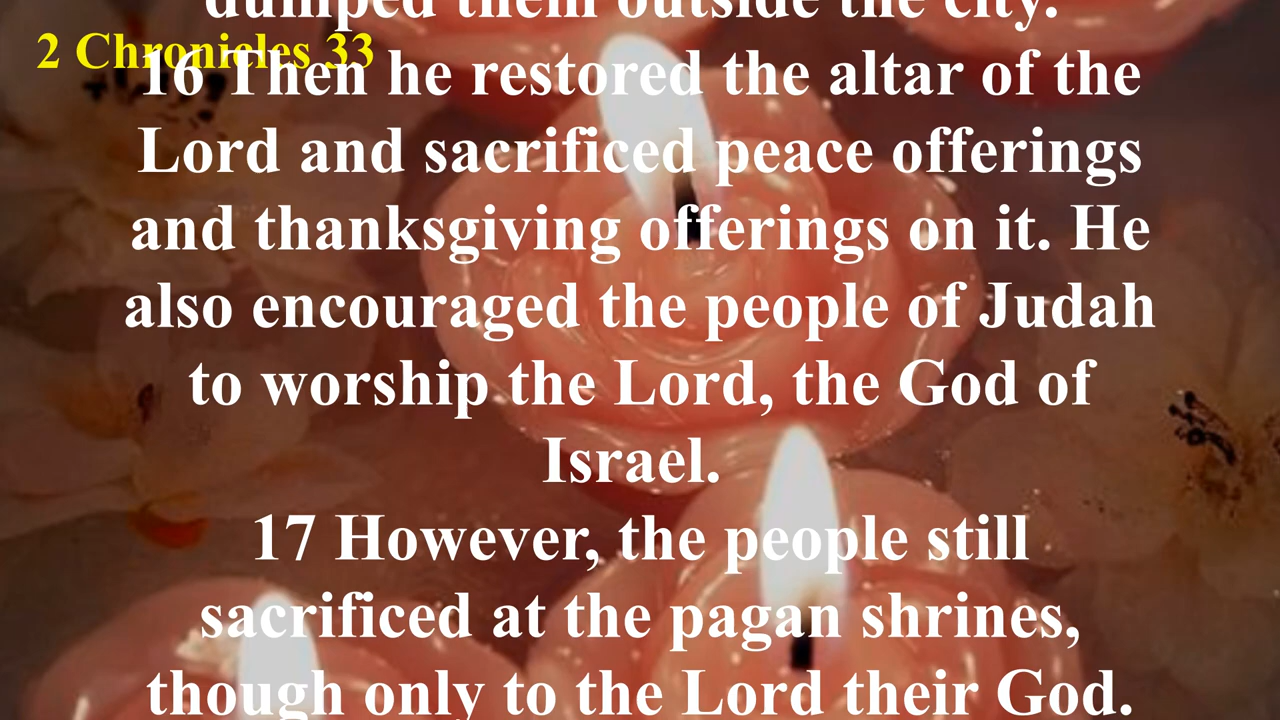 dumped them outside the city.
2 Chronicles 33
16 Then he restored the altar of the
Lord and sacrificed peace offerings
and thanksgiving offerings on it. He
also encouraged the people of Judah
to worship the Lord, the God of
Israel.
17 However, the people still
sacrificed at the pagan shrines,
though only to the Lord their God.